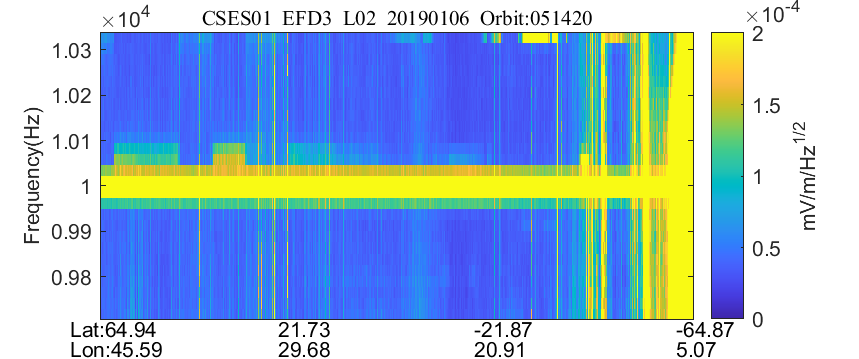 ×10⁴ CSES01 EFD3 L02 20190106 Orbit:051420 ×10⁻⁴
1.03
1.02
1.01
1
0.99
0.98
Frequency(Hz)
2
1.5
1
0.5
0
mV/m/Hz^1/2
Lat:64.94 21.73 -21.87 -64.87
Lon:45.59 29.68 20.91 5.07